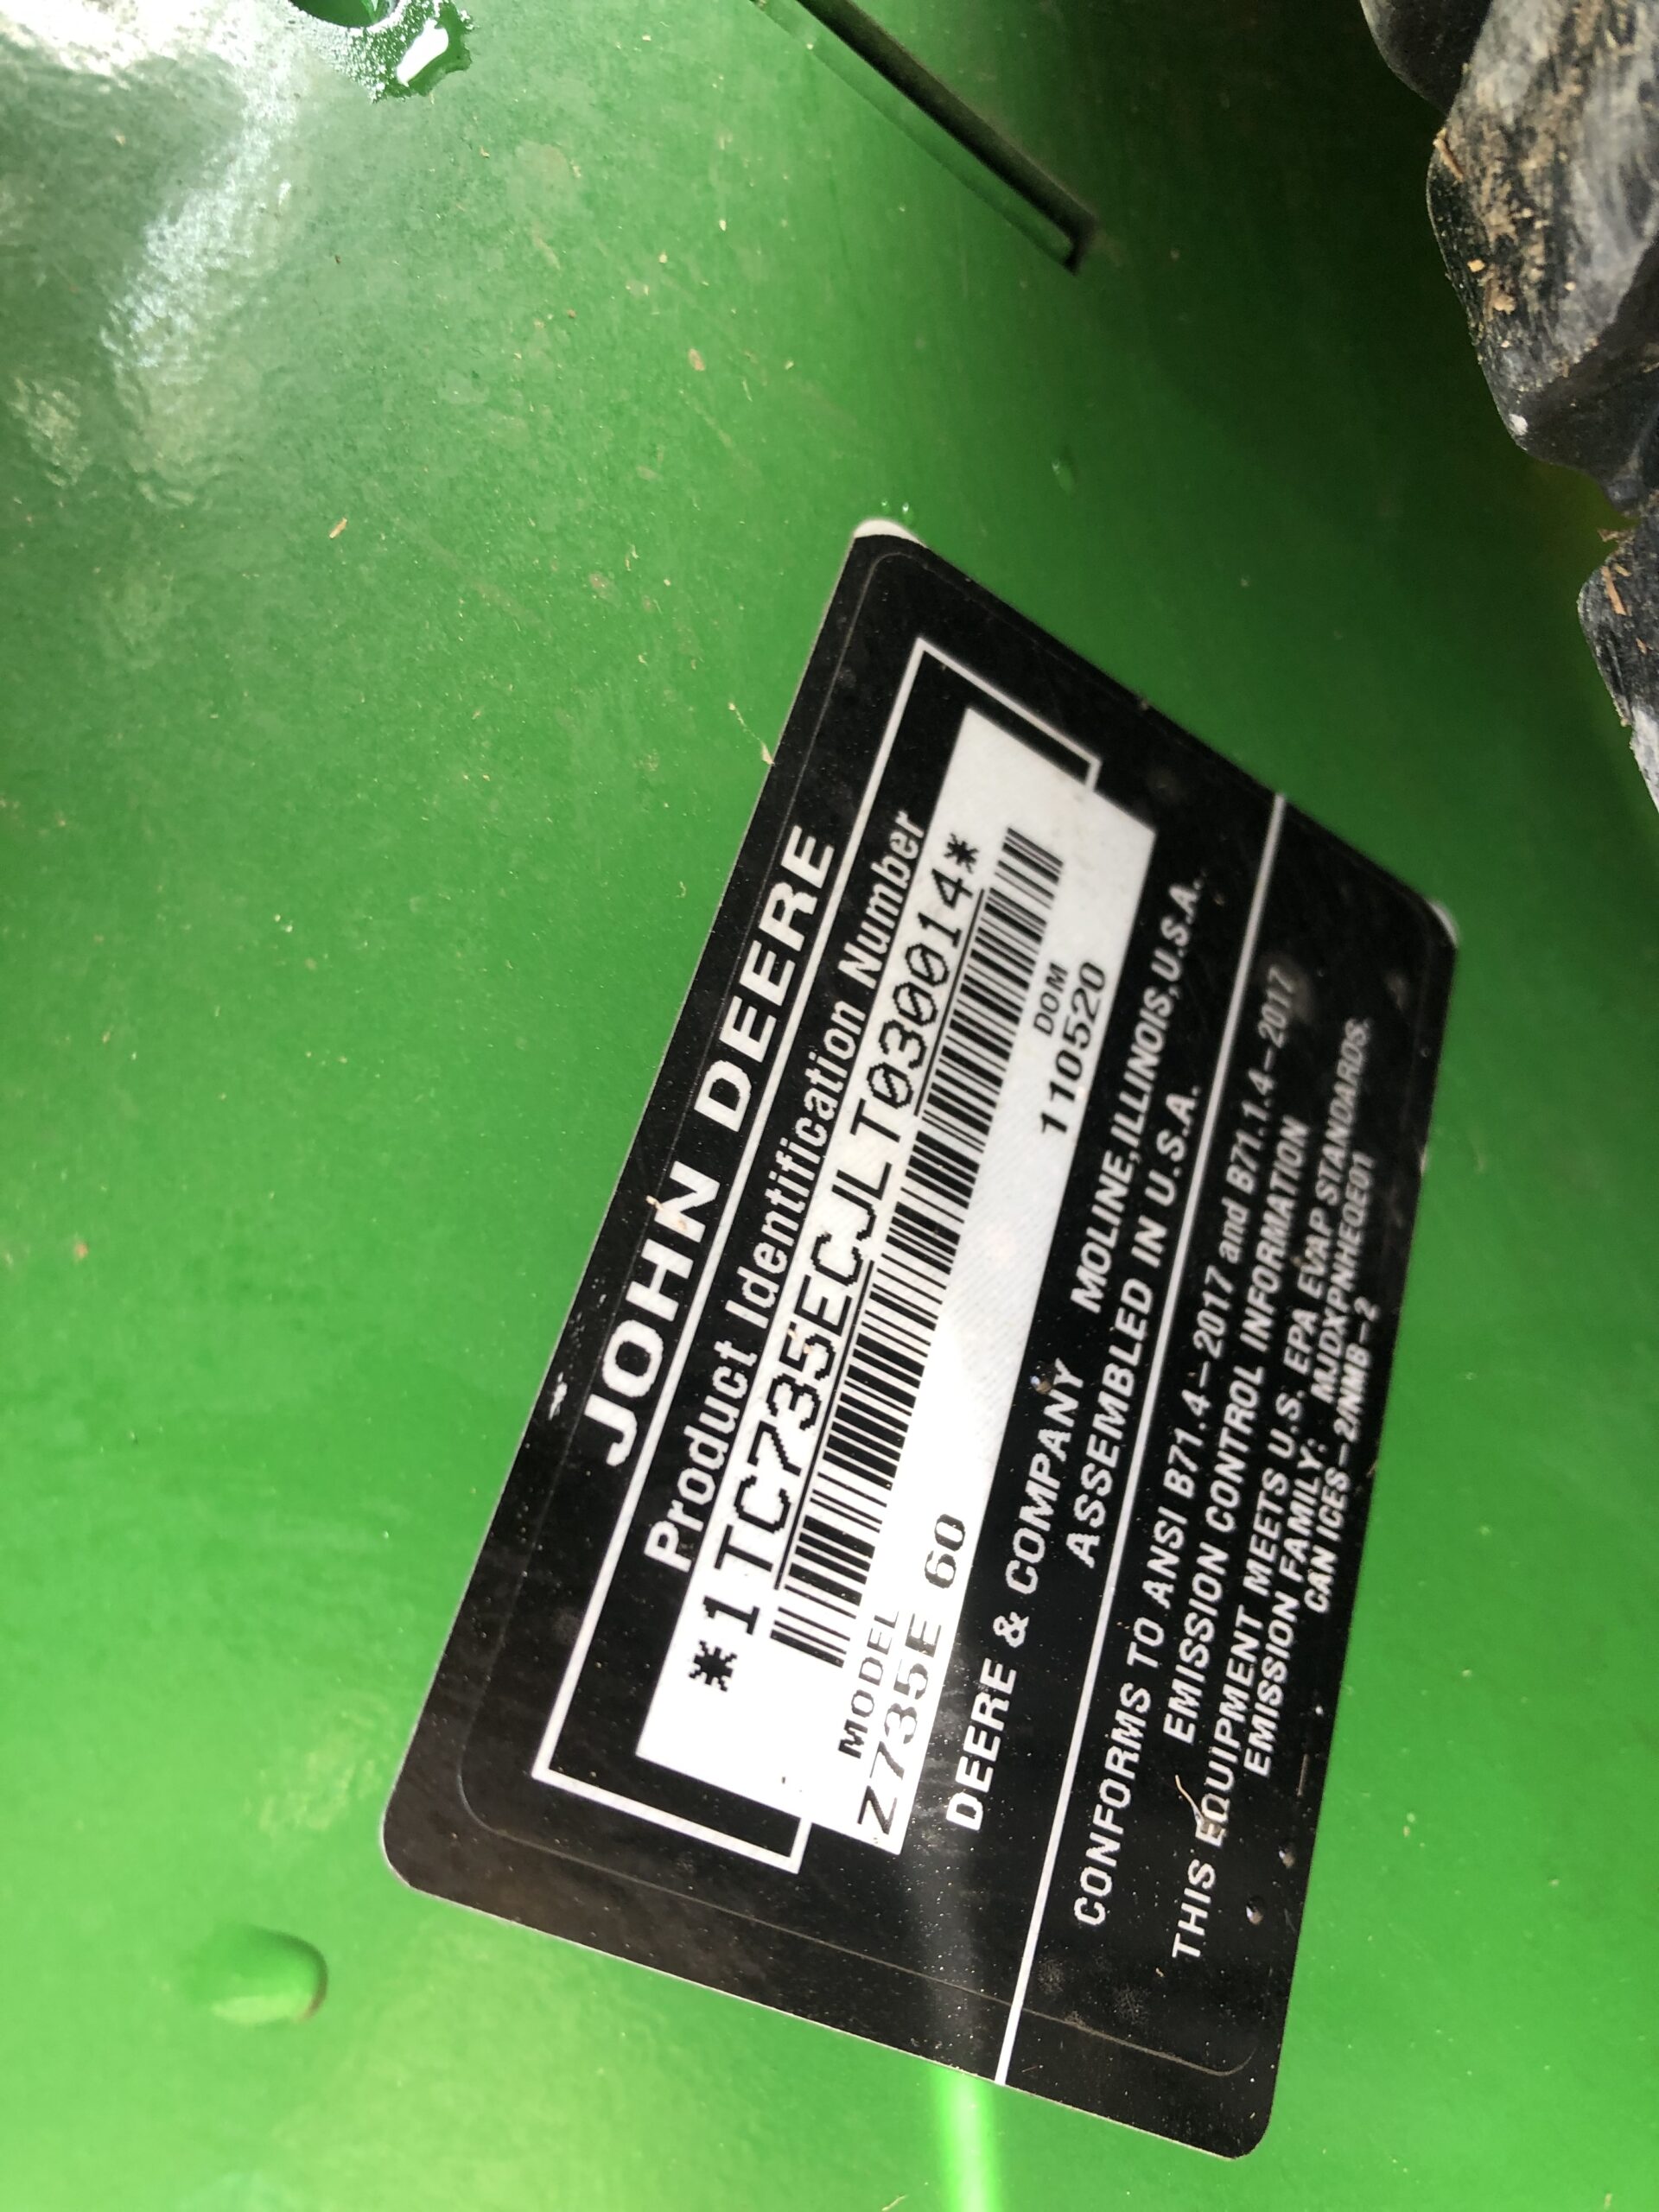 JOHN DEERE
Product Identification Number
*1TC735ECJLT030014*
MODEL DOM
Z735E 60 110520
DEERE & COMPANY MOLINE, ILLINOIS, U.S.A.
ASSEMBLED IN U.S.A.
CONFORMS TO ANSI B71.4-2017 and B71.1.4-2017
EMISSION CONTROL INFORMATION
THIS EQUIPMENT MEETS U.S. EPA EVAP STANDARDS.
EMISSION FAMILY: MJDXPNHEQE01
CAN ICES-2/NMB-2